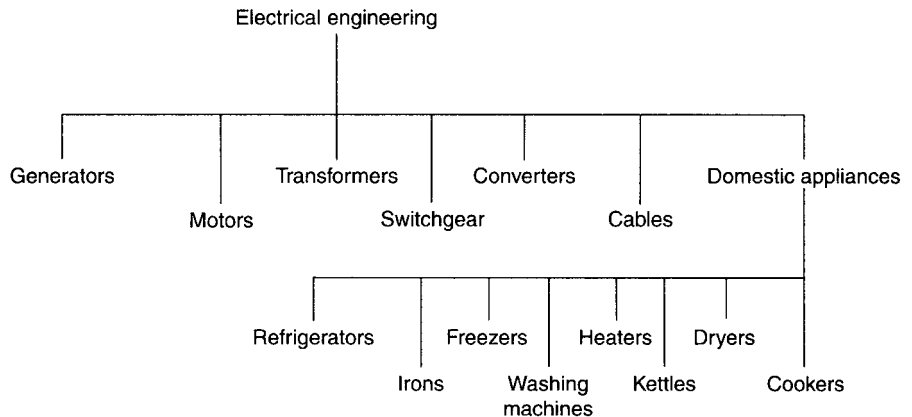 Electrical engineering
Generators
Transformers
Converters
Domestic appliances
Motors
Switchgear
Cables
Refrigerators
Freezers
Heaters
Dryers
Irons
Washing
machines
Kettles
Cookers